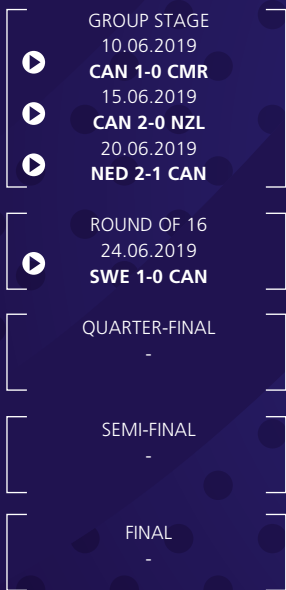 GROUP STAGE
10.06.2019
CAN 1-0 CMR
15.06.2019
CAN 2-0 NZL
20.06.2019
NED 2-1 CAN
ROUND OF 16
24.06.2019
SWE 1-0 CAN
QUARTER-FINAL
-
SEMI-FINAL
-
FINAL
-